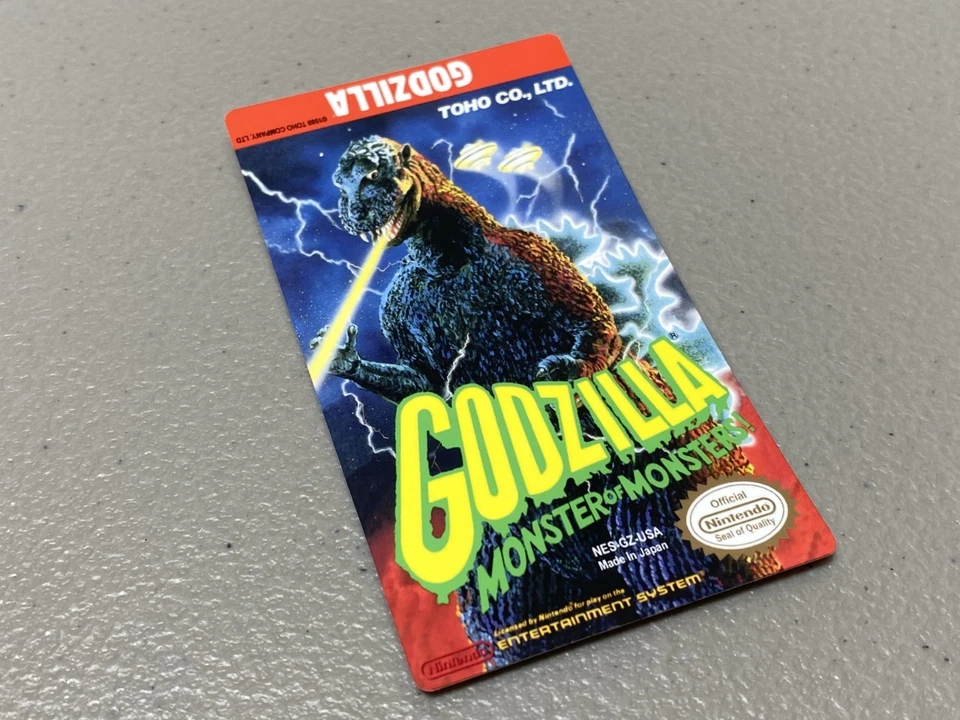 GODZILLA
©1989 TOHO COMPANY, LTD
TOHO CO., LTD.
GODZILLA®
MONSTER OF MONSTERS!
Official
Nintendo
Seal of Quality
NES-GZ-USA
Made in Japan
Licensed by Nintendo for play on the
Nintendo
ENTERTAINMENT SYSTEM